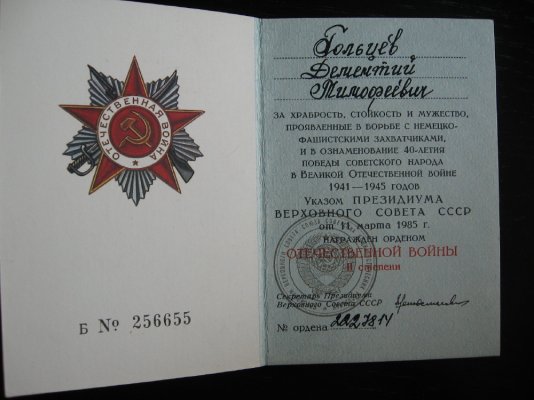 ОТЕЧЕСТВЕННАЯ ВОЙНА
Б № 256655
Гольцев
Дементий
Тимофеевич
ЗА ХРАБРОСТЬ, СТОЙКОСТЬ И МУЖЕСТВО,
ПРОЯВЛЕННЫЕ В БОРЬБЕ С НЕМЕЦКО-
ФАШИСТСКИМИ ЗАХВАТЧИКАМИ,
И В ОЗНАМЕНОВАНИЕ 40-ЛЕТИЯ
ПОБЕДЫ СОВЕТСКОГО НАРОДА
В ВЕЛИКОЙ ОТЕЧЕСТВЕННОЙ ВОЙНЕ
1941—1945 ГОДОВ
УКАЗОМ ПРЕЗИДИУМА
ВЕРХОВНОГО СОВЕТА СССР
от 11 марта 1985 г.
НАГРАЖДЕН ОРДЕНОМ
ОТЕЧЕСТВЕННОЙ ВОЙНЫ
II степени
Секретарь Президиума
Верховного Совета СССР
№ ордена